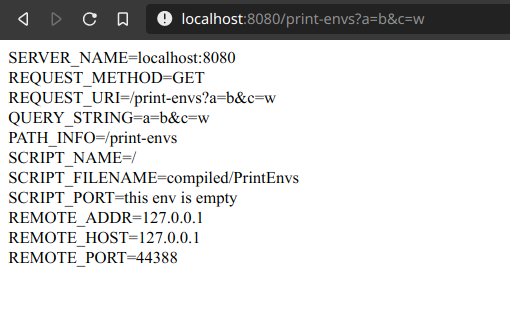 localhost:8080/print-envs?a=b&c=w
SERVER_NAME=localhost:8080
REQUEST_METHOD=GET
REQUEST_URI=/print-envs?a=b&c=w
QUERY_STRING=a=b&c=w
PATH_INFO=/print-envs
SCRIPT_NAME=/
SCRIPT_FILENAME=compiled/PrintEnvs
SCRIPT_PORT=this env is empty
REMOTE_ADDR=127.0.0.1
REMOTE_HOST=127.0.0.1
REMOTE_PORT=44388